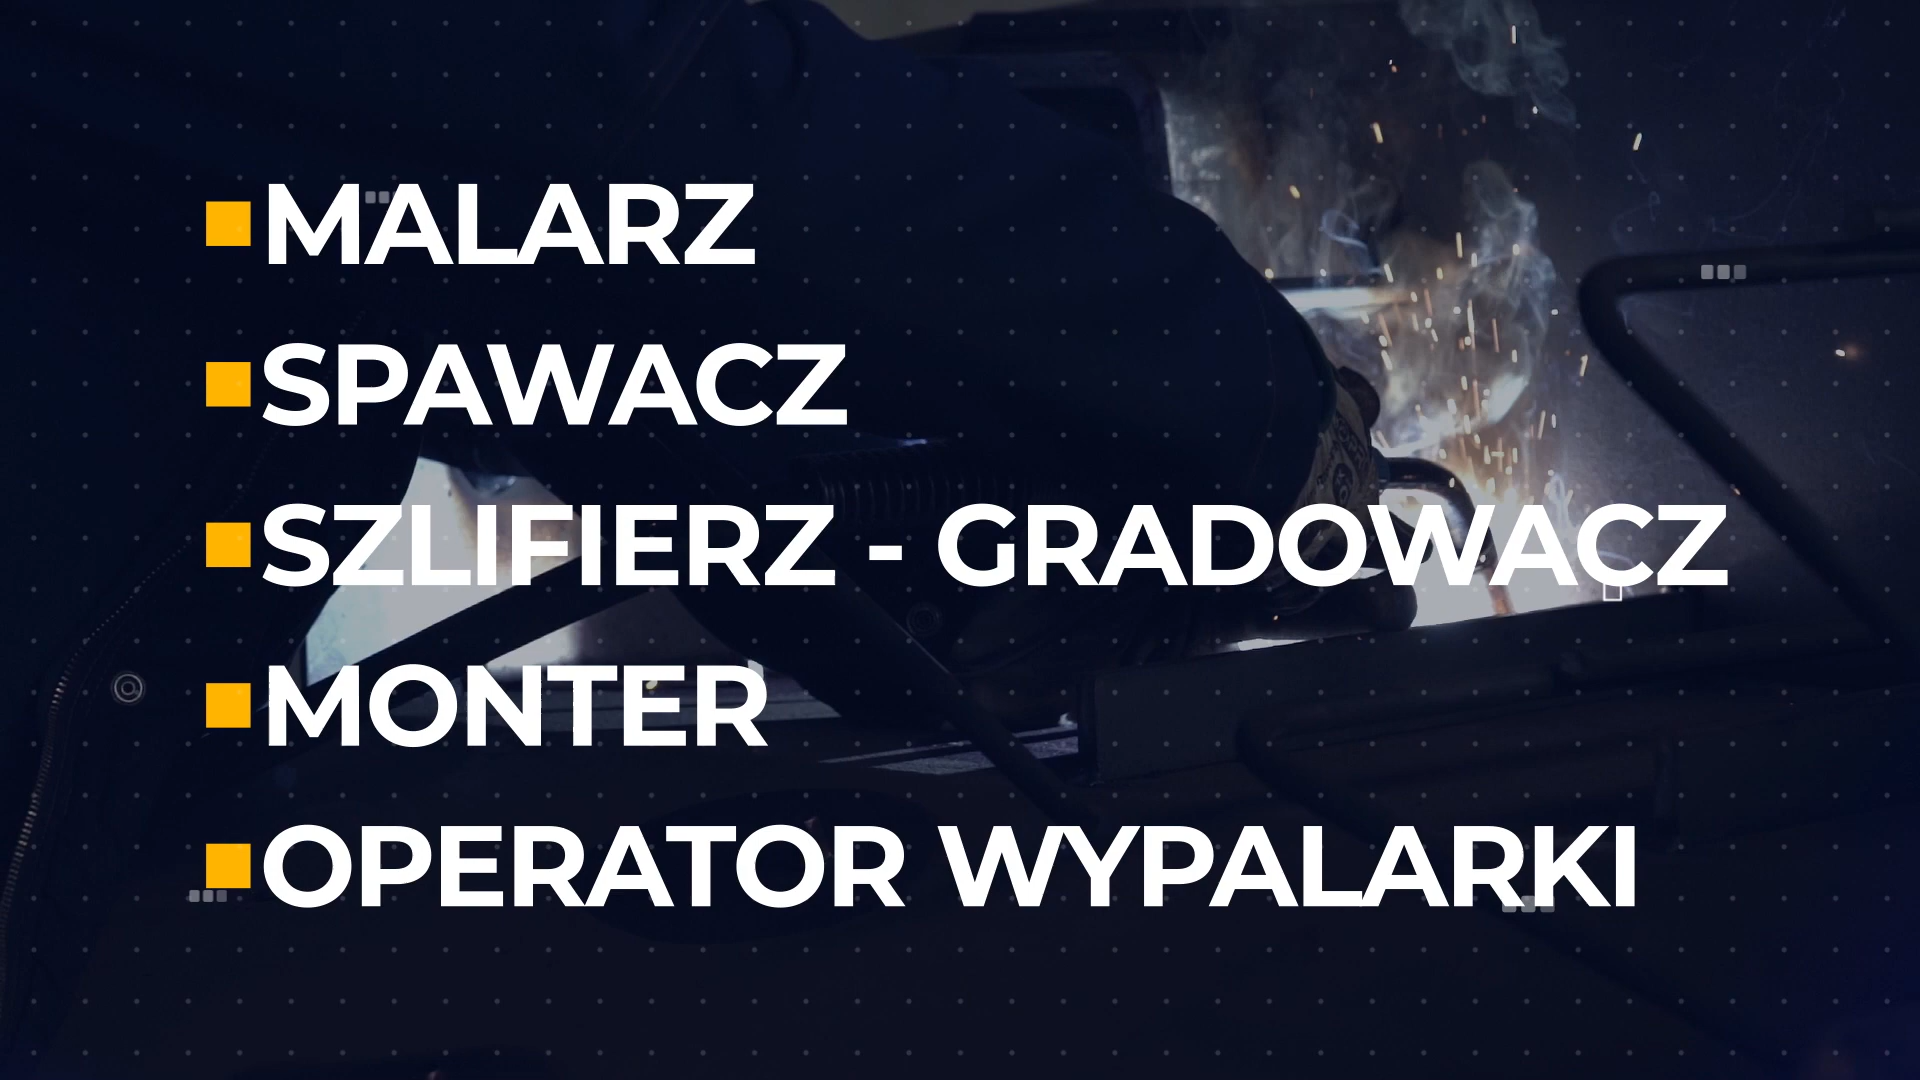 MALARZ
SPAWACZ
SZLIFIERZ - GRADOWACZ
MONTER
OPERATOR WYPALARKI